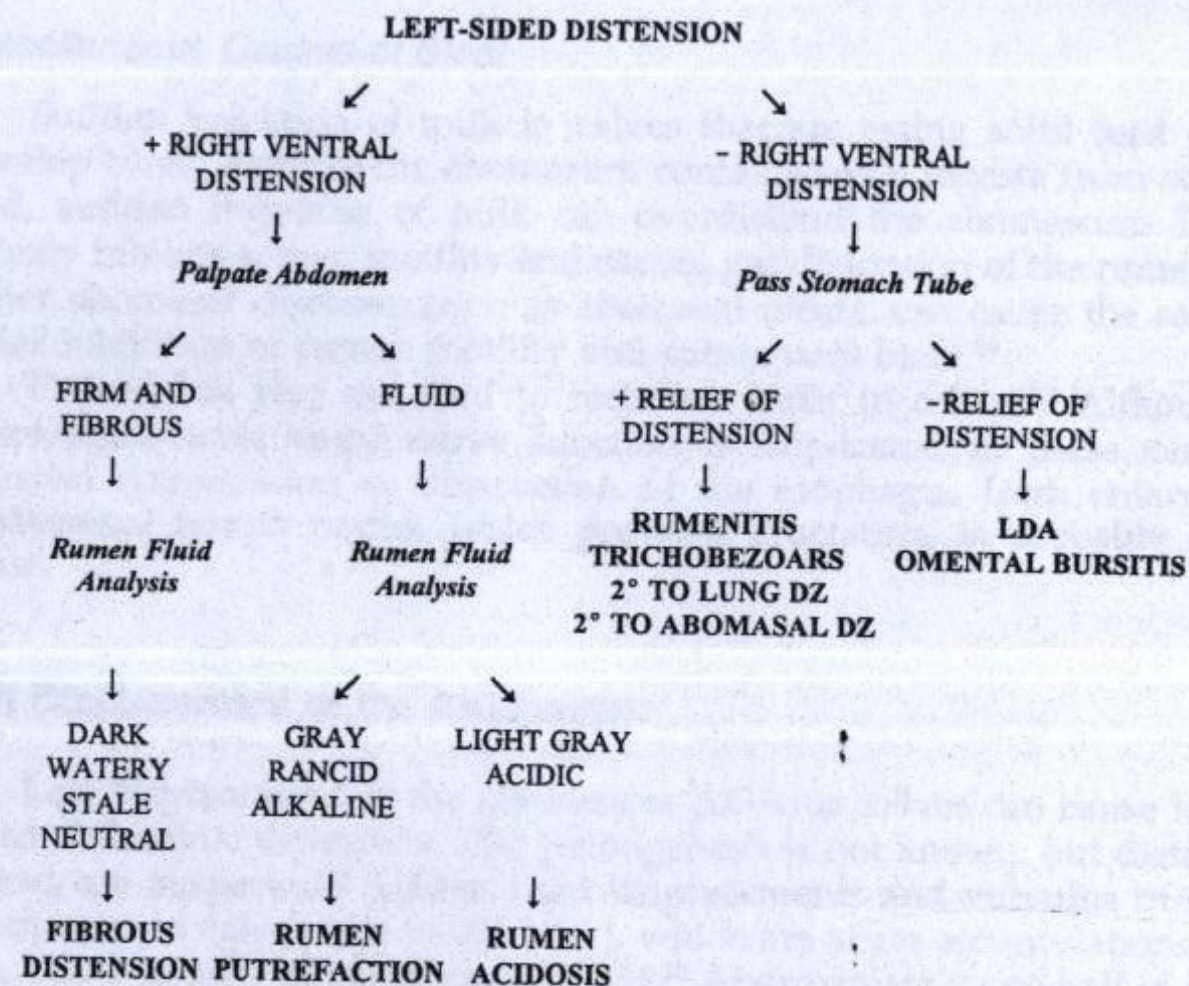 LEFT-SIDED DISTENSION
+ RIGHT VENTRAL
DISTENSION
- RIGHT VENTRAL
DISTENSION
Palpate Abdomen
Pass Stomach Tube
FIRM AND
FIBROUS
FLUID
+ RELIEF OF
DISTENSION
- RELIEF OF
DISTENSION
Rumen Fluid
Analysis
Rumen Fluid
Analysis
RUMENITIS
TRICHOBEZOARS
2° TO LUNG DZ
2° TO ABOMASAL DZ
LDA
OMENTAL BURSITIS
DARK
WATERY
STALE
NEUTRAL
GRAY
RANCID
ALKALINE
LIGHT GRAY
ACIDIC
FIBROUS
DISTENSION
RUMEN
PUTREFACTION
RUMEN
ACIDOSIS